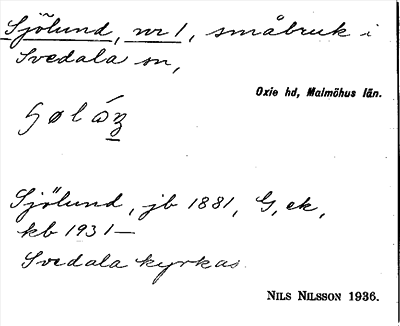 Sjölund, nr 1, småbruk i
Svedala sn,
Oxie hd, Malmöhus län.
Sjölund, jb 1881, G, ek,
kb 1931—
Svedala kyrkas.
NILS NILSSON 1936.